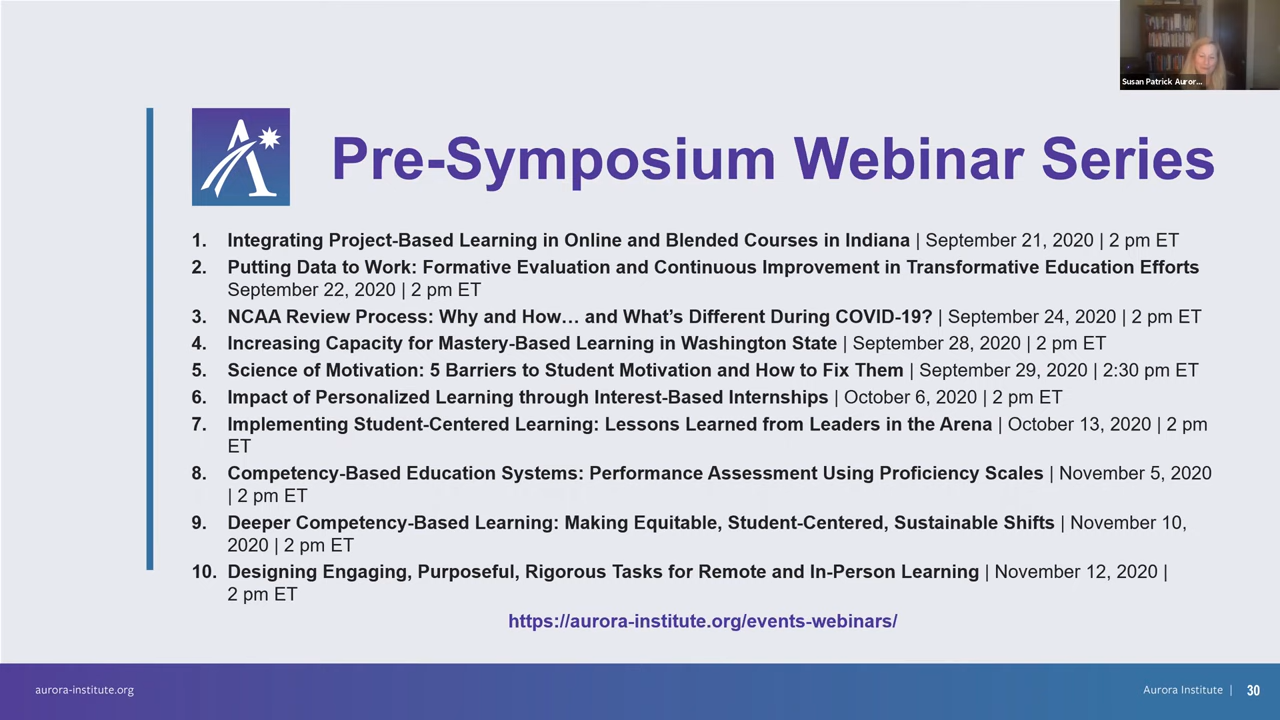 Susan Patrick Auror...
Pre-Symposium Webinar Series
1. Integrating Project-Based Learning in Online and Blended Courses in Indiana | September 21, 2020 | 2 pm ET
2. Putting Data to Work: Formative Evaluation and Continuous Improvement in Transformative Education Efforts
September 22, 2020 | 2 pm ET
3. NCAA Review Process: Why and How… and What’s Different During COVID-19? | September 24, 2020 | 2 pm ET
4. Increasing Capacity for Mastery-Based Learning in Washington State | September 28, 2020 | 2 pm ET
5. Science of Motivation: 5 Barriers to Student Motivation and How to Fix Them | September 29, 2020 | 2:30 pm ET
6. Impact of Personalized Learning through Interest-Based Internships | October 6, 2020 | 2 pm ET
7. Implementing Student-Centered Learning: Lessons Learned from Leaders in the Arena | October 13, 2020 | 2 pm
ET
8. Competency-Based Education Systems: Performance Assessment Using Proficiency Scales | November 5, 2020
| 2 pm ET
9. Deeper Competency-Based Learning: Making Equitable, Student-Centered, Sustainable Shifts | November 10,
2020 | 2 pm ET
10. Designing Engaging, Purposeful, Rigorous Tasks for Remote and In-Person Learning | November 12, 2020 |
2 pm ET
https://aurora-institute.org/events-webinars/
aurora-institute.org
Aurora Institute | 30